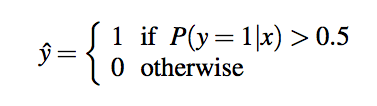 ŷ = { 1 if P(y = 1|x) > 0.5
0 otherwise